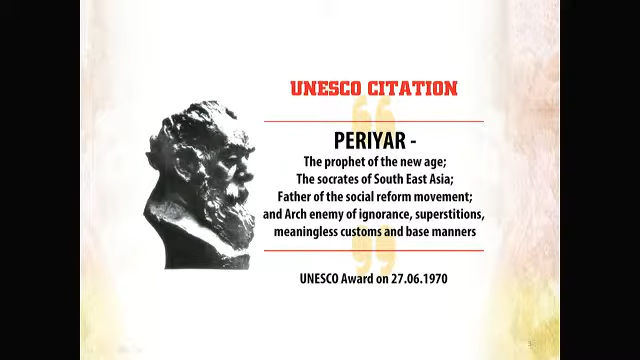 UNESCO CITATION
PERIYAR -
The prophet of the new age;
The socrates of South East Asia;
Father of the social reform movement;
and Arch enemy of ignorance, superstitions,
meaningless customs and base manners
UNESCO Award on 27.06.1970